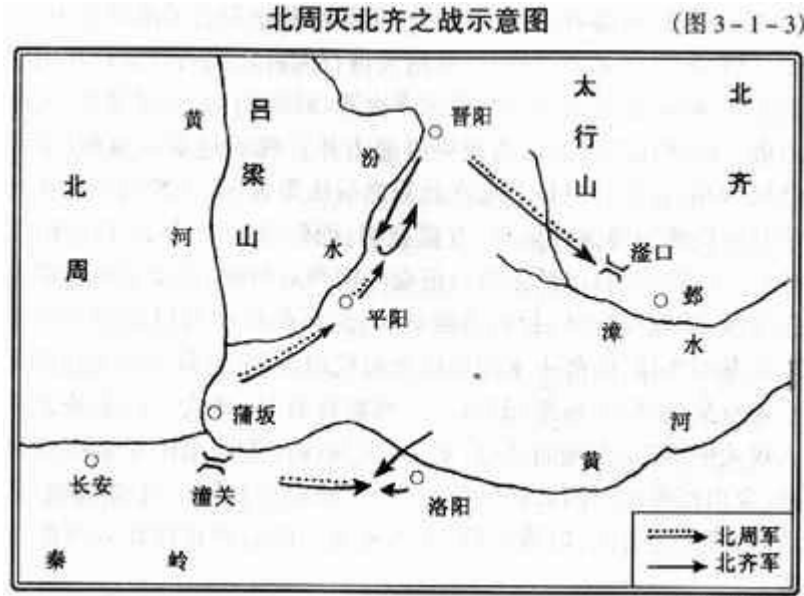 北周灭北齐之战示意图 (图3-1-3)
北周
黄河
吕梁山
汾水
晋阳
太行山
北齐
滏口
邺
漳水
平阳
蒲坂
黄河
长安
潼关
洛阳
秦岭
北周军
北齐军